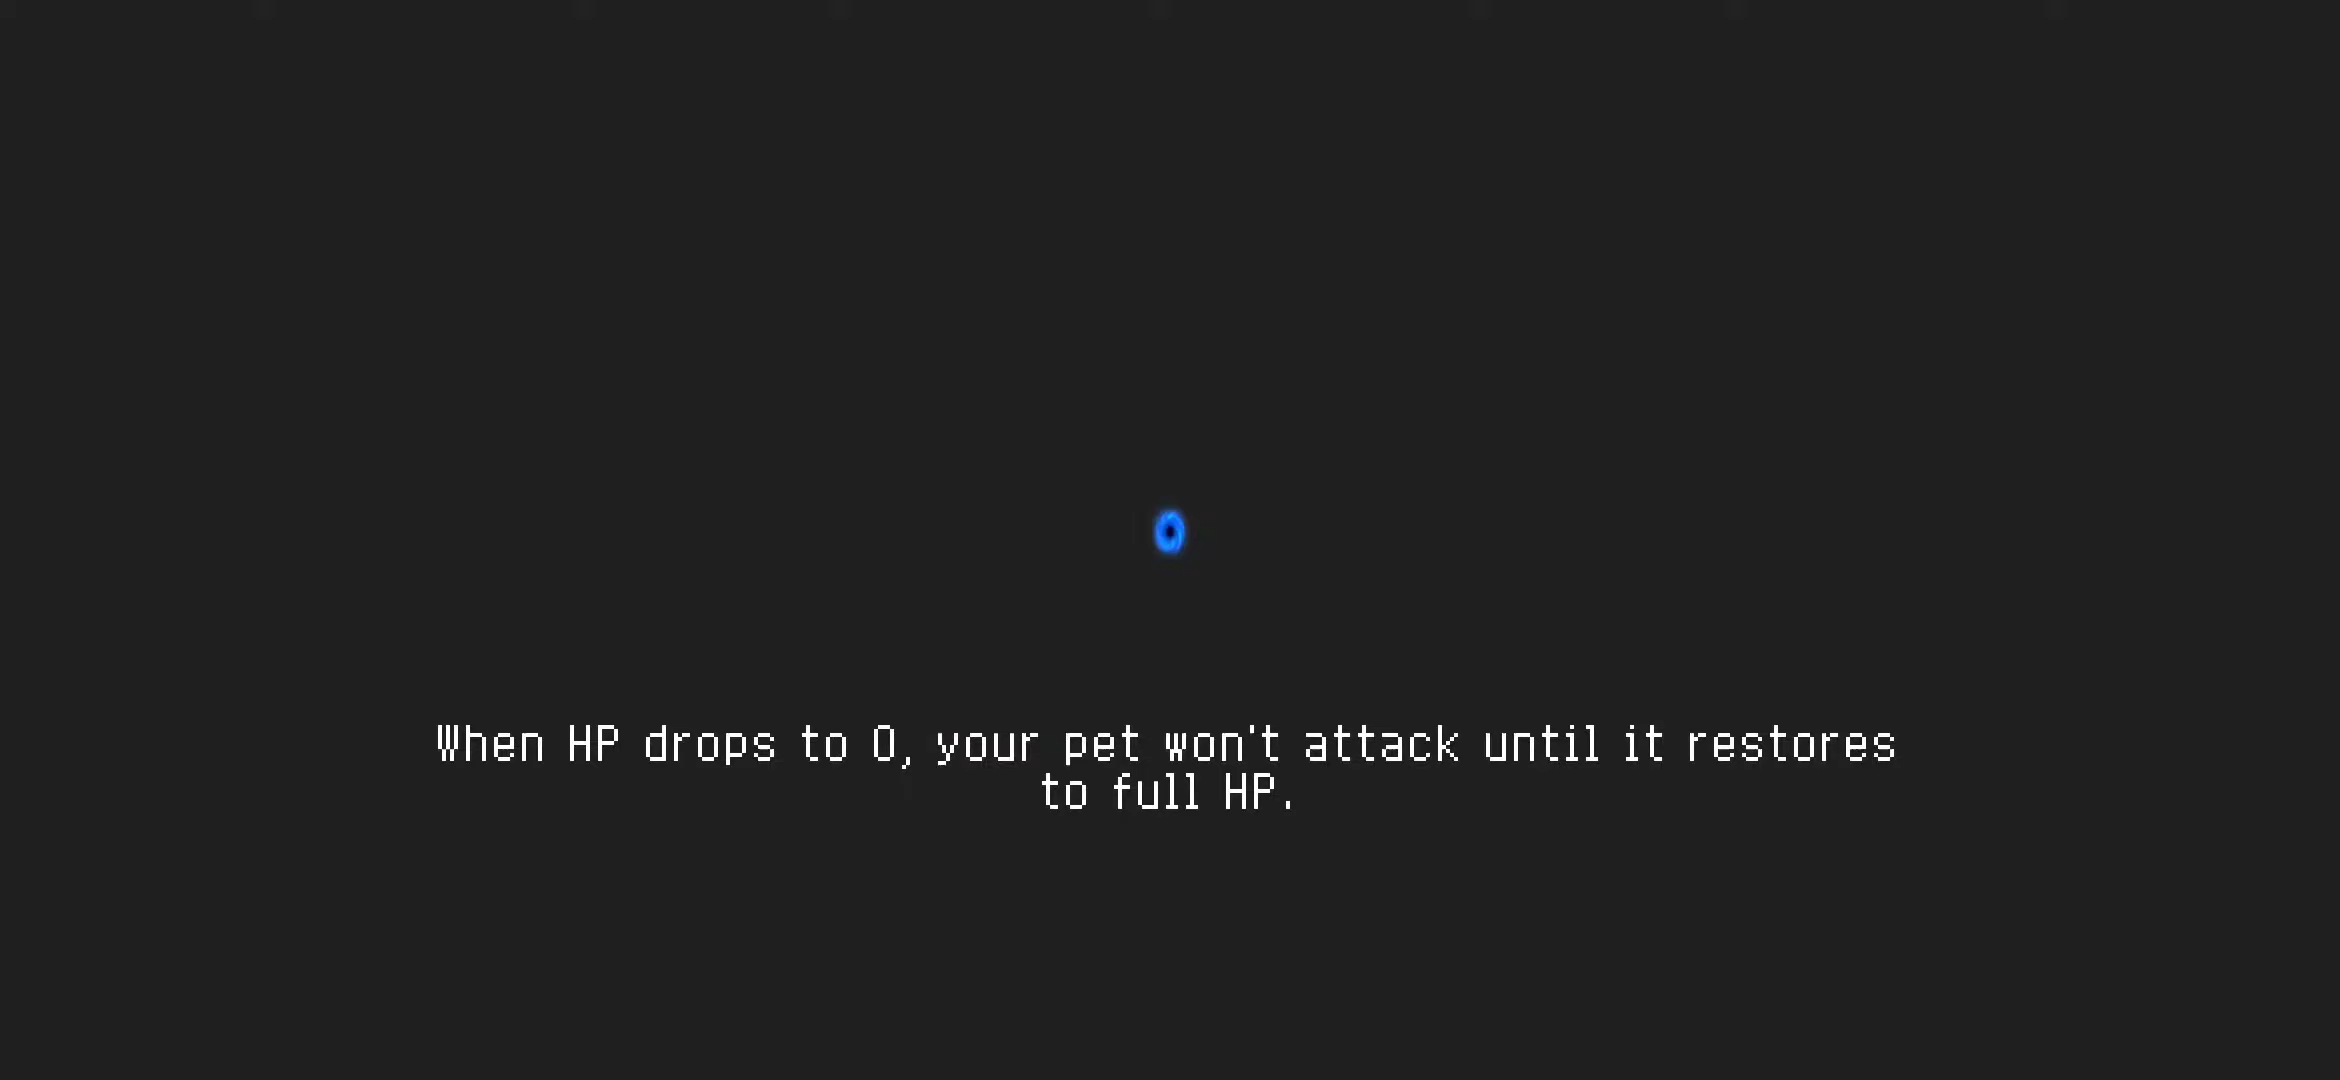 When HP drops to 0, your pet won't attack until it restores
to full HP.